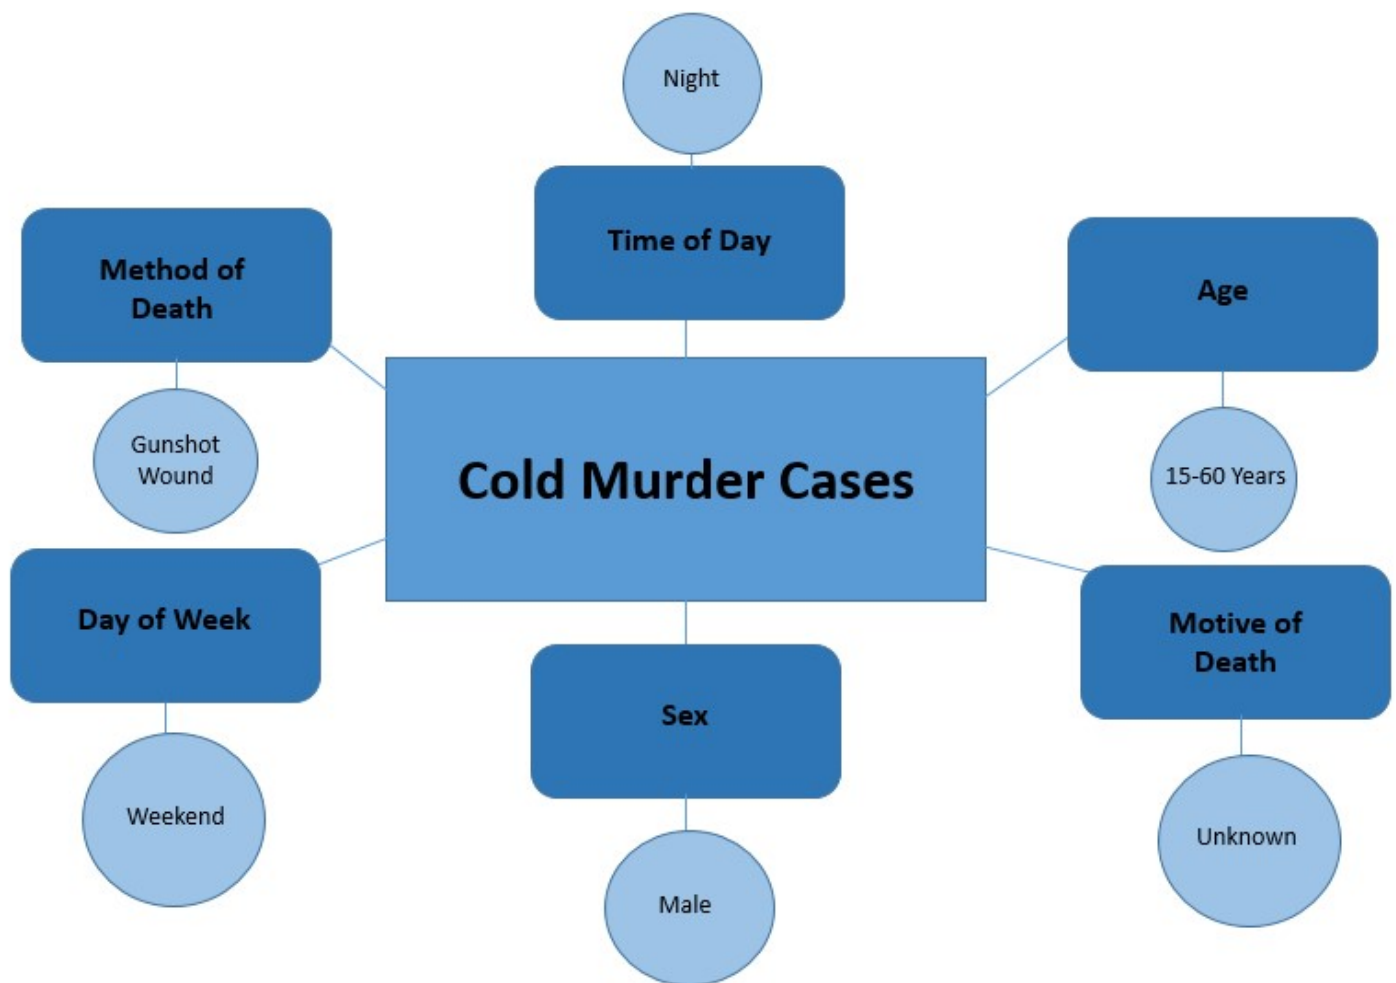 Night
Time of Day
Method of
Death
Gunshot
Wound
Age
15-60 Years
Cold Murder Cases
Day of Week
Weekend
Sex
Male
Motive of
Death
Unknown